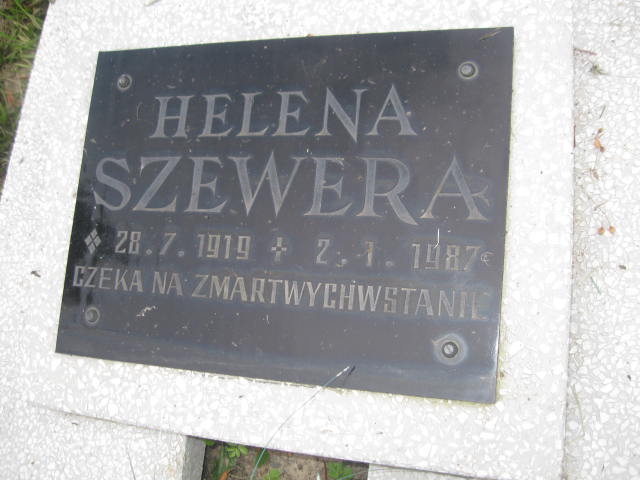 HELENA
SZEWERA
28.7.1919 + 2.1.1987
CZEKA NA ZMARTWYCHWSTANIE